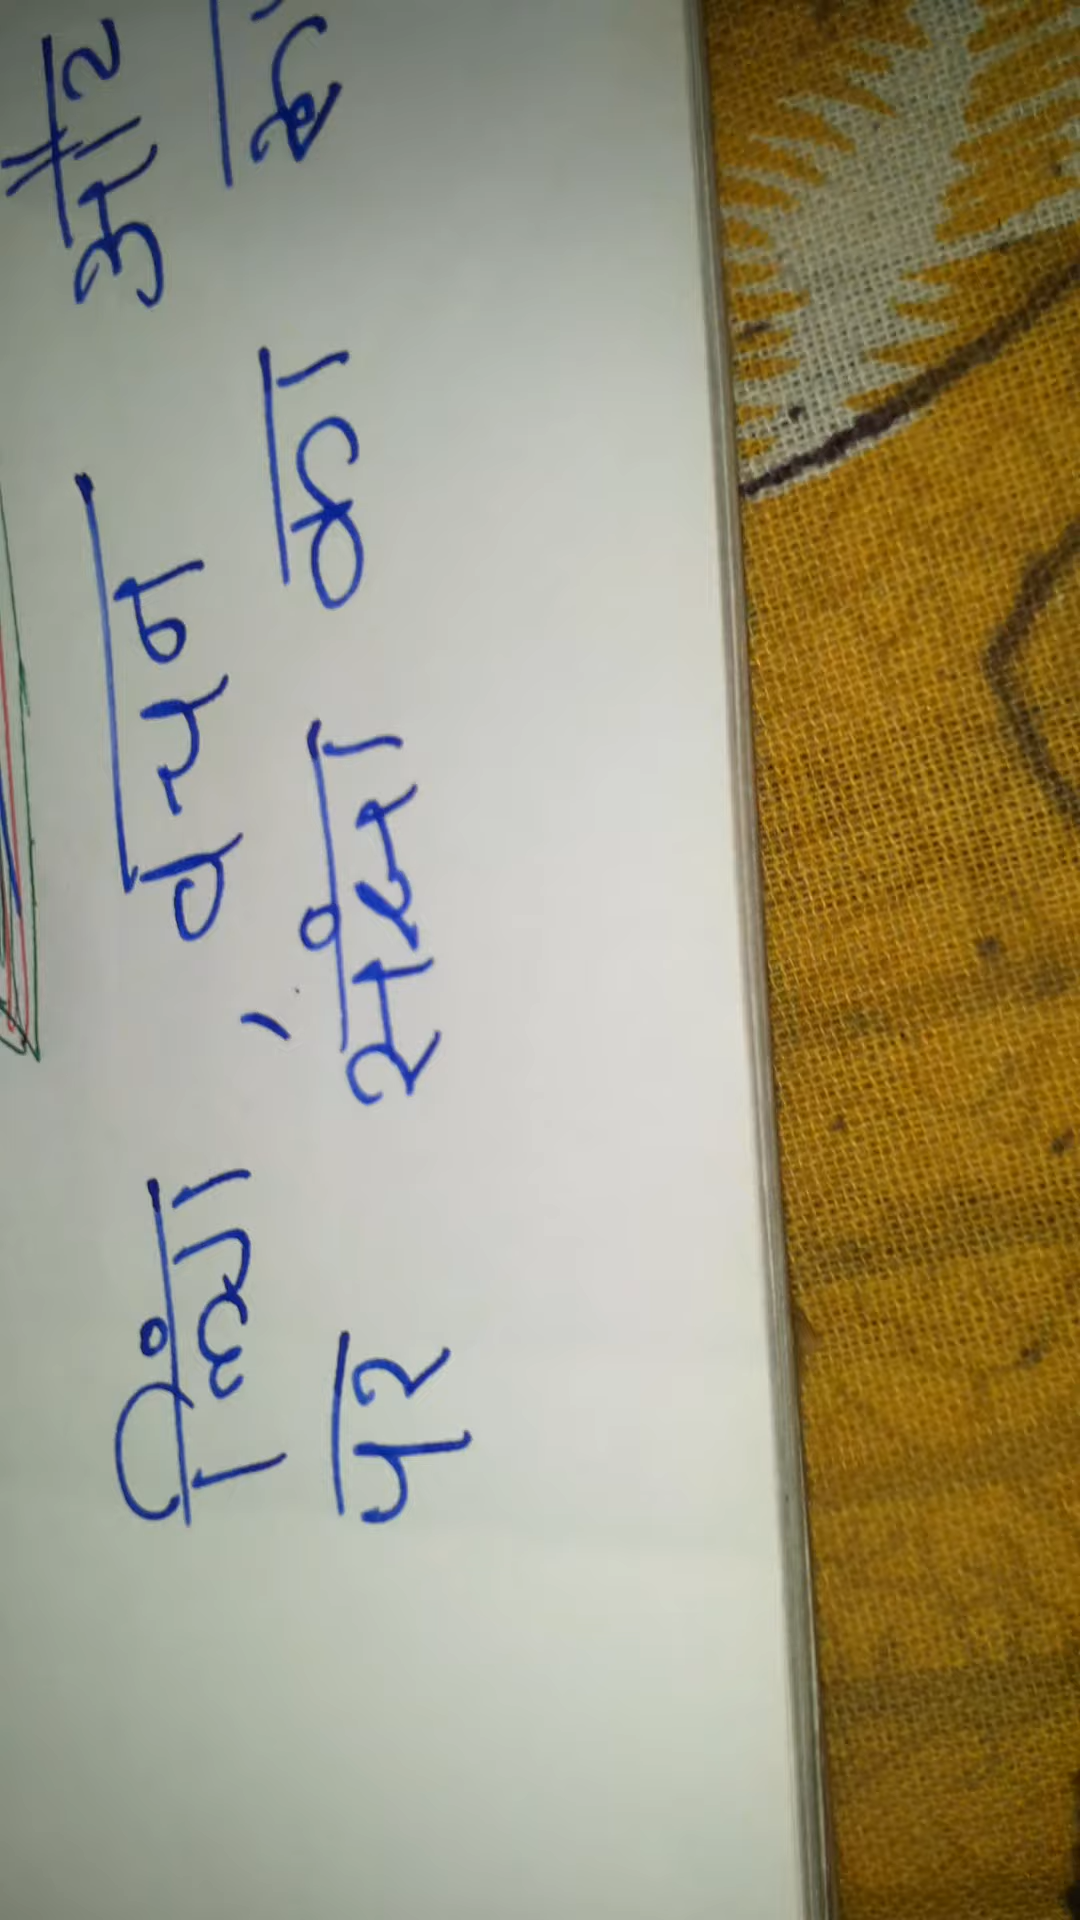 लिंग , वचन और
पर संज्ञा का